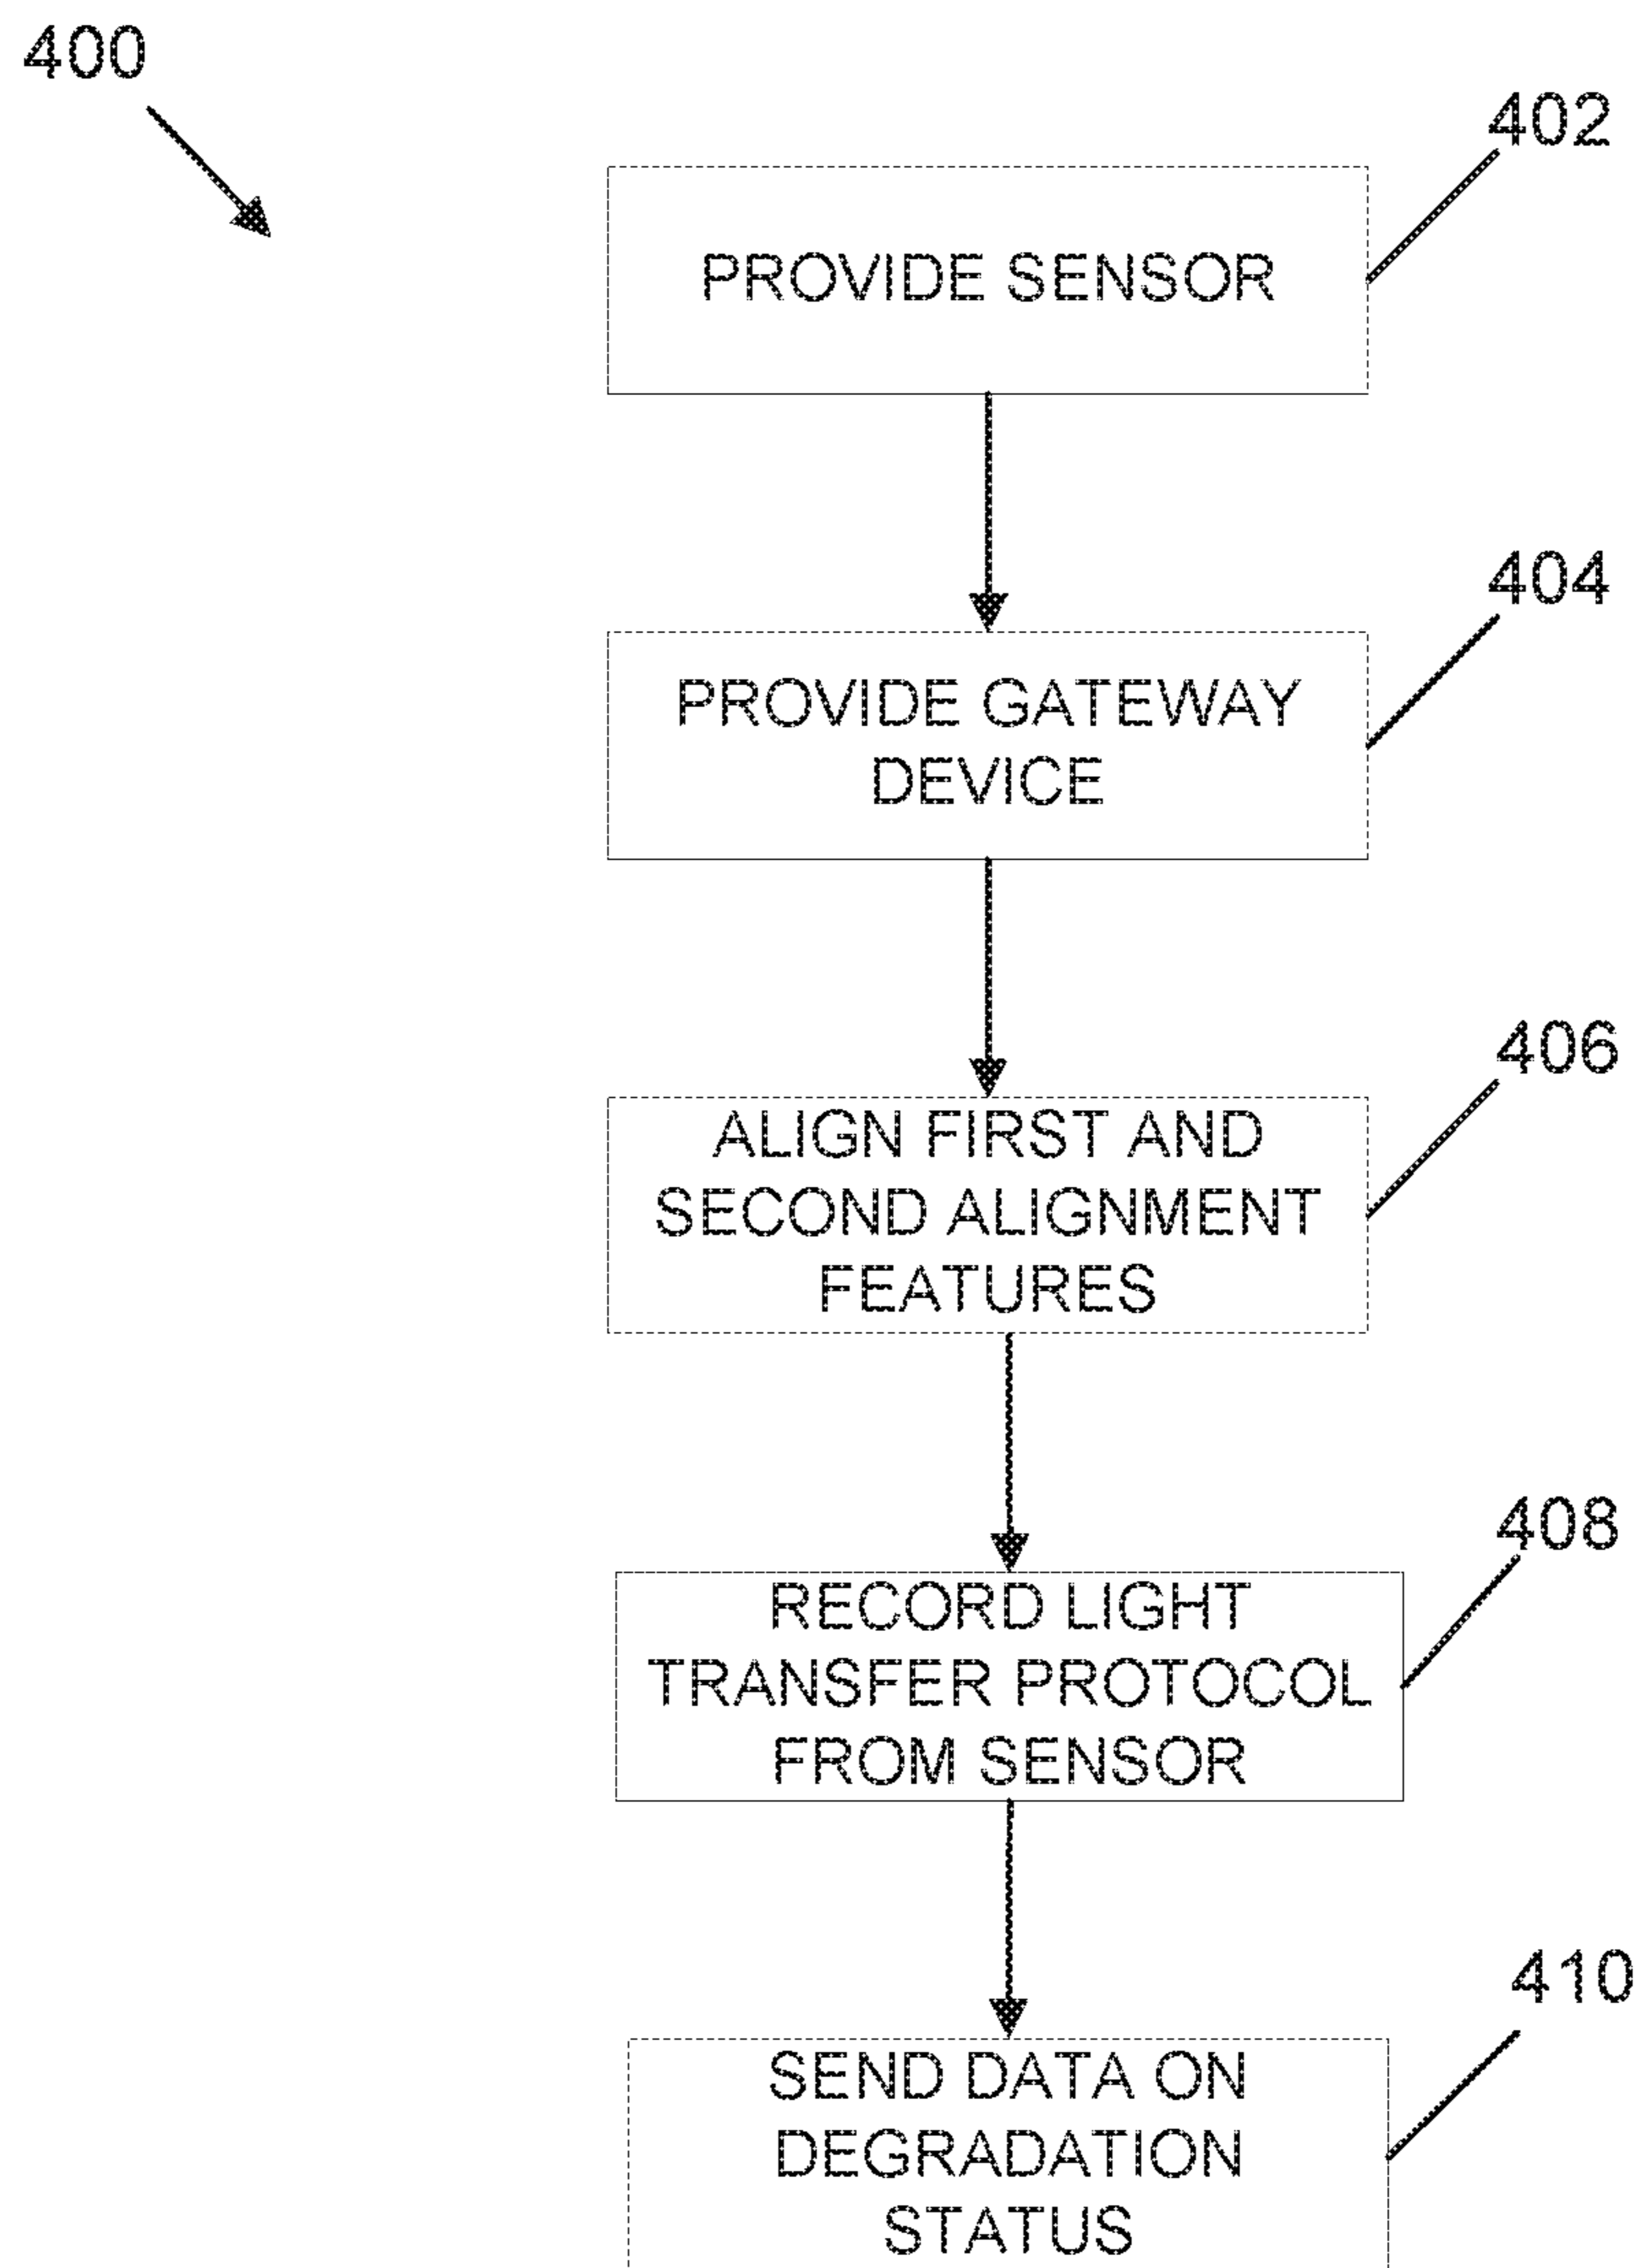 400
402
PROVIDE SENSOR
404
PROVIDE GATEWAY
DEVICE
406
ALIGN FIRST AND
SECOND ALIGNMENT
FEATURES
408
RECORD LIGHT
TRANSFER PROTOCOL
FROM SENSOR
410
SEND DATA ON
DEGRADATION
STATUS